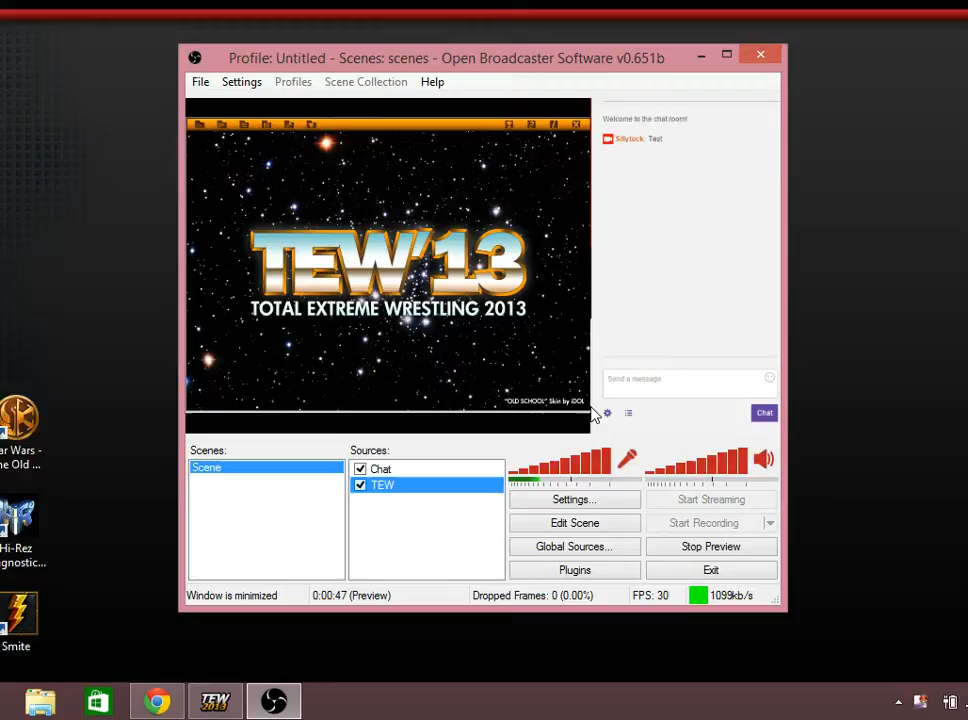 Profile: Untitled - Scenes: scenes - Open Broadcaster Software v0.651b
File Settings Profiles Scene Collection Help
Welcome to the chat room!
Sillytock: Test
TEW'13
TOTAL EXTREME WRESTLING 2013
"OLD SCHOOL" Skin by iDOL
Send a message
Chat
Scenes:
Scene
Sources:
Chat
TEW
Settings...
Start Streaming
Edit Scene
Start Recording
Global Sources...
Stop Preview
Plugins
Exit
Window is minimized
0:00:47 (Preview)
Dropped Frames: 0 (0.00%)
FPS: 30
1099kb/s
ar Wars -
he Old ...
Hi-Rez
agnostic...
Smite
TEW
2013